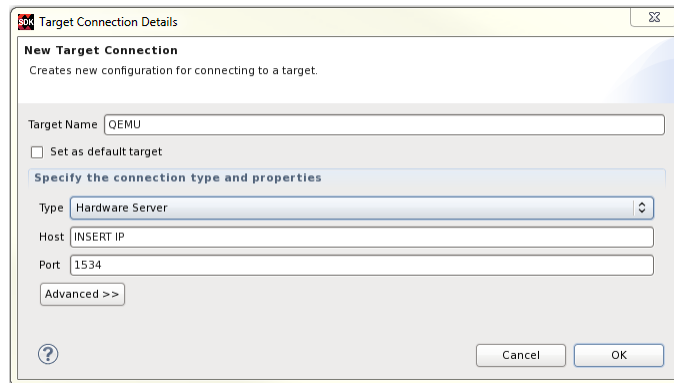 SDK Target Connection Details
New Target Connection
Creates new configuration for connecting to a target.
Target Name QEMU
Set as default target
Specify the connection type and properties
Type Hardware Server
Host INSERT IP
Port 1534
Advanced >>
? Cancel OK